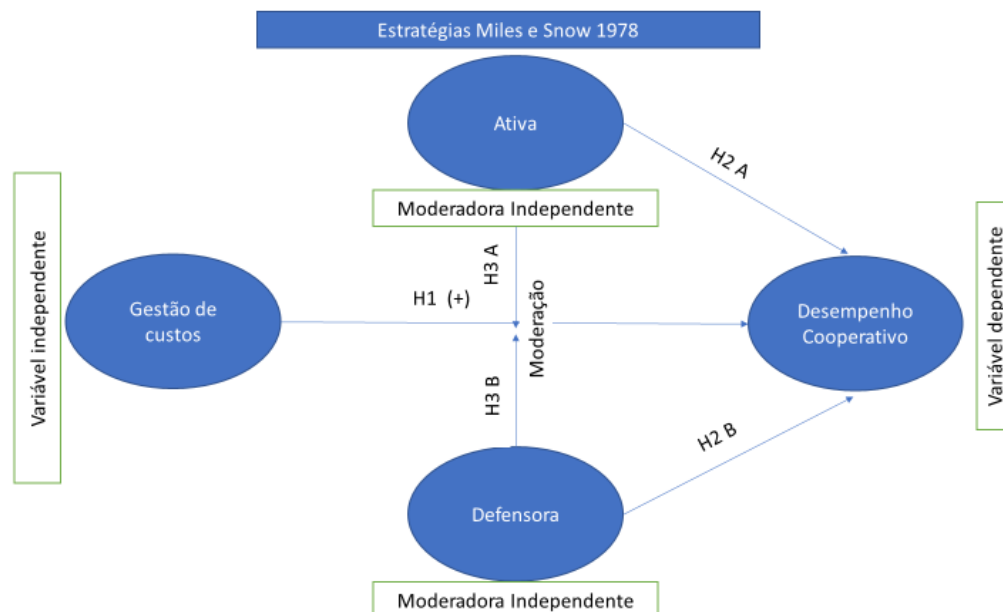 Estratégias Miles e Snow 1978
Ativa
H2 A
Moderadora Independente
Variável independente
Gestão de
custos
H1 (+)
H3 A
Moderação
Desempenho
Cooperativo
Variável dependente
H3 B
H2 B
Defensora
Moderadora Independente